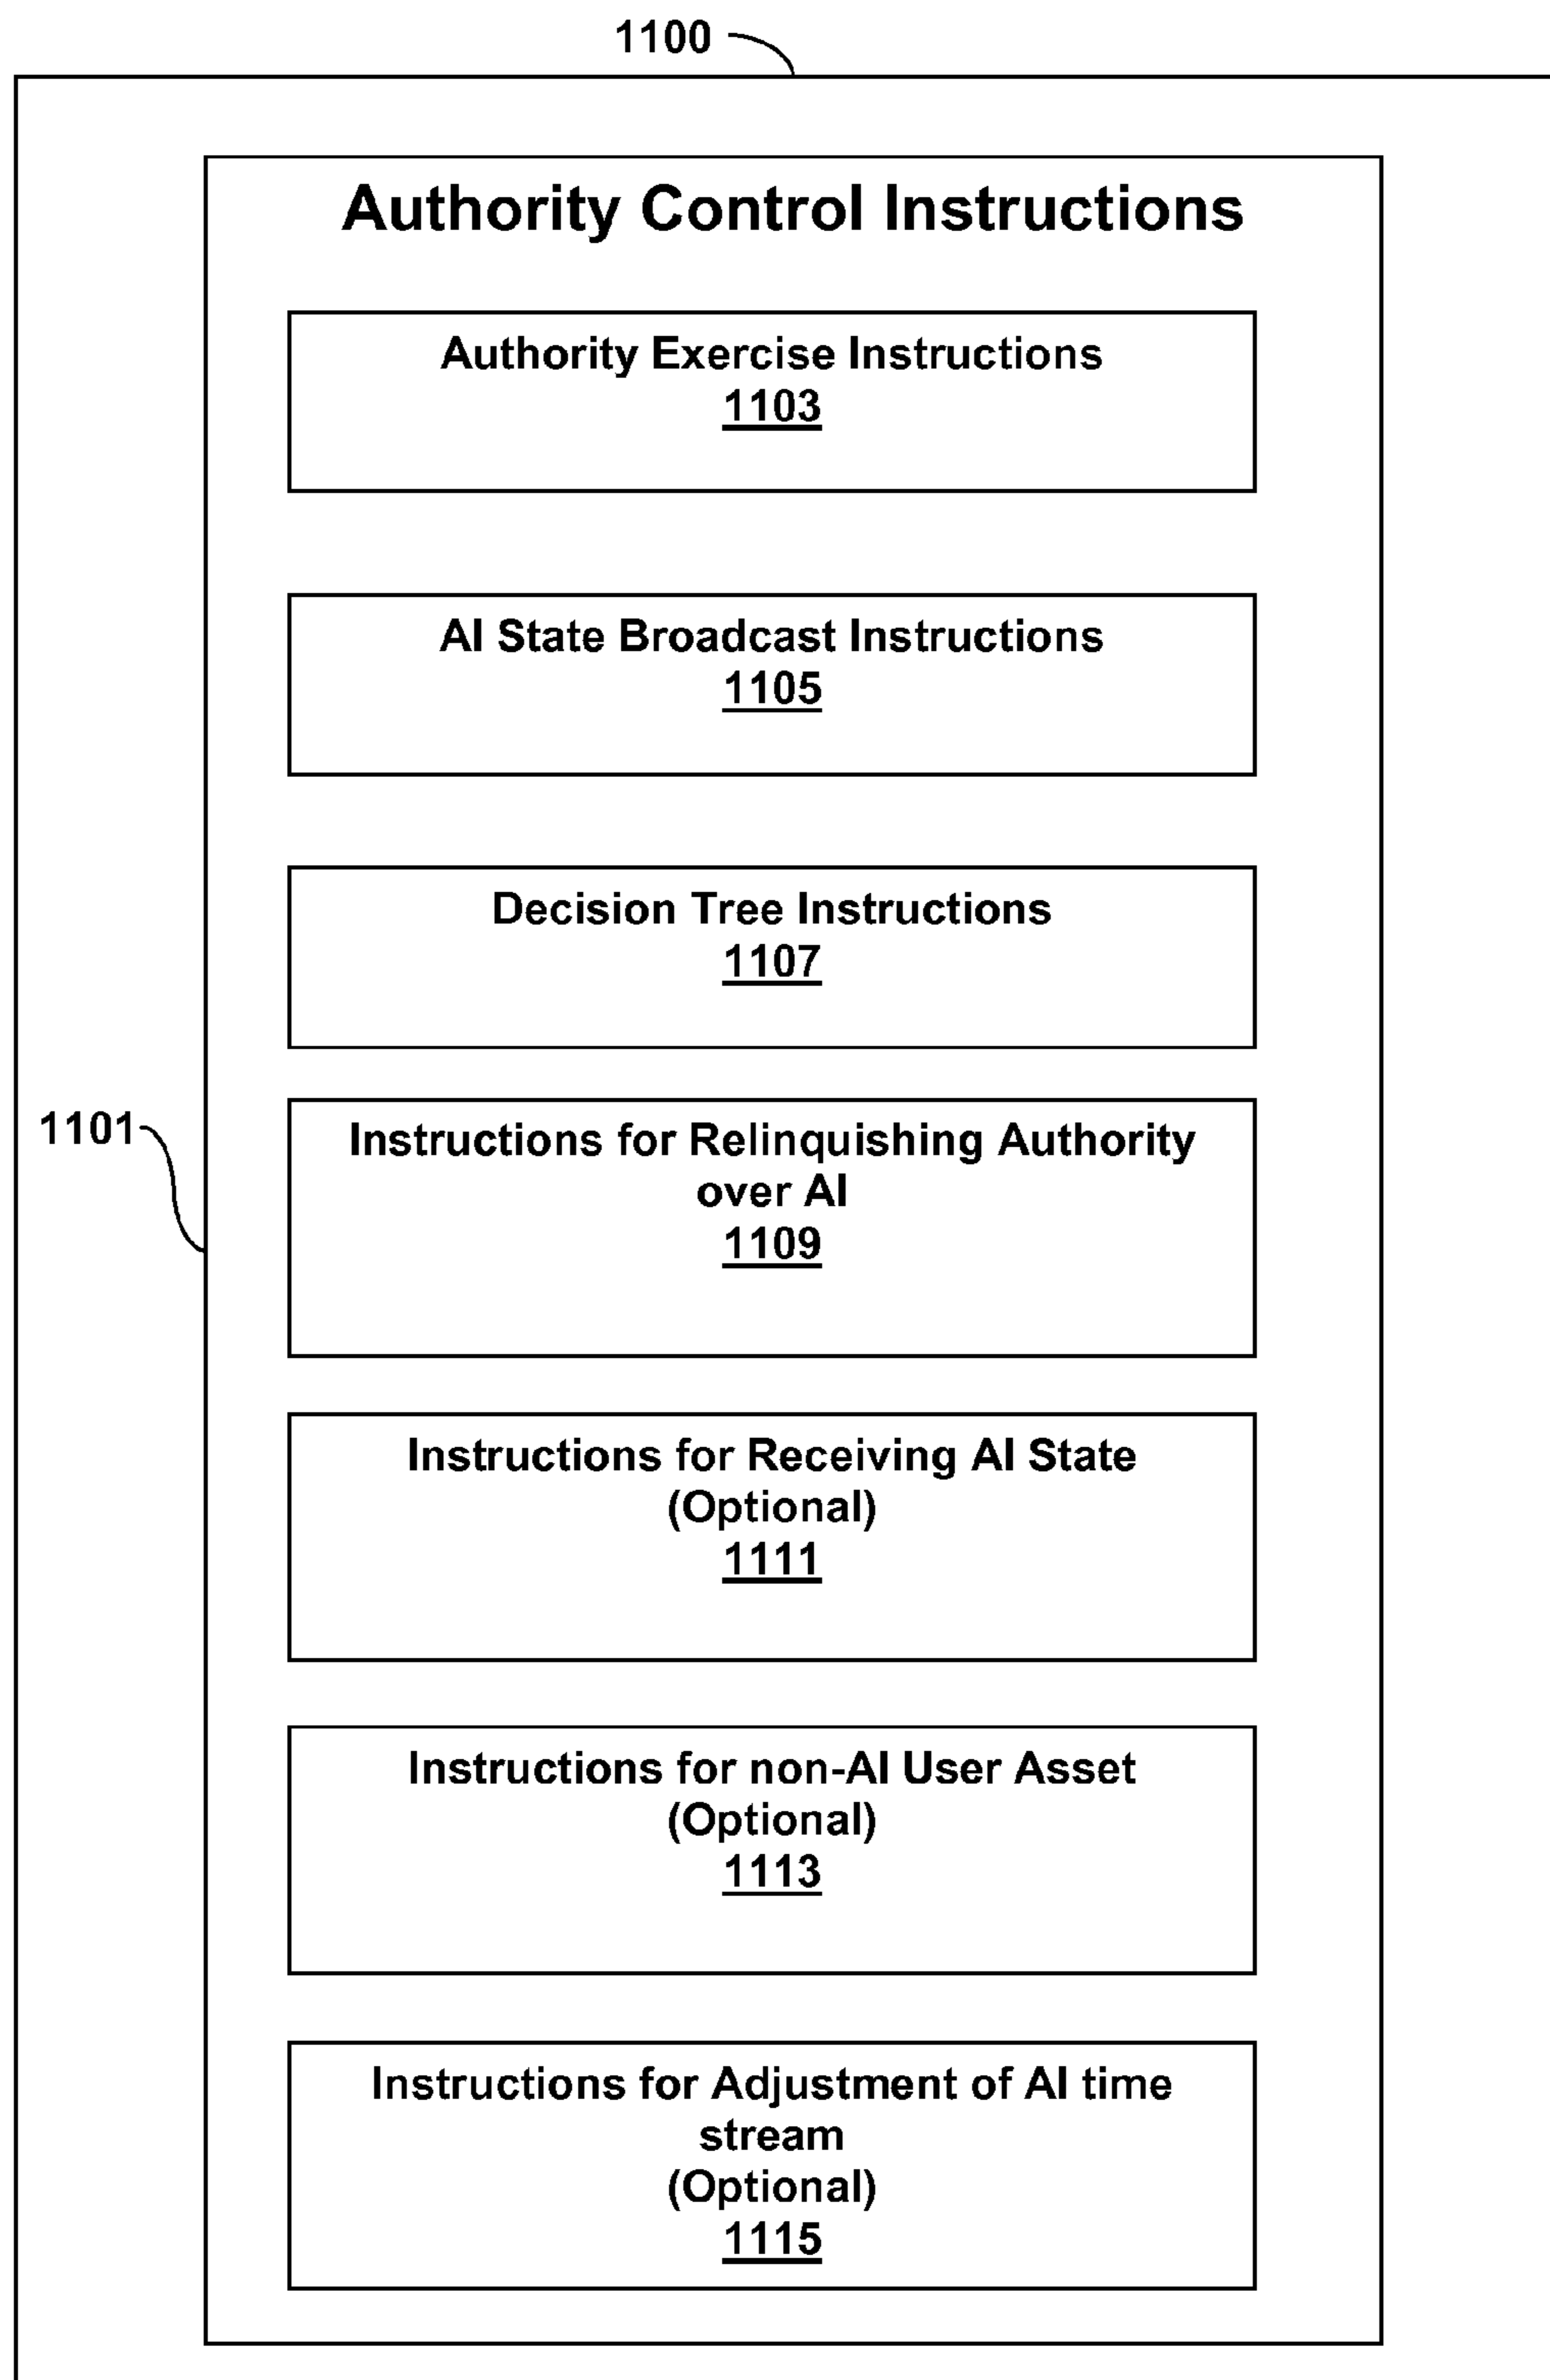 1100
Authority Control Instructions
Authority Exercise Instructions
1103
AI State Broadcast Instructions
1105
Decision Tree Instructions
1107
1101
Instructions for Relinquishing Authority
over AI
1109
Instructions for Receiving AI State
(Optional)
1111
Instructions for non-AI User Asset
(Optional)
1113
Instructions for Adjustment of AI time
stream
(Optional)
1115